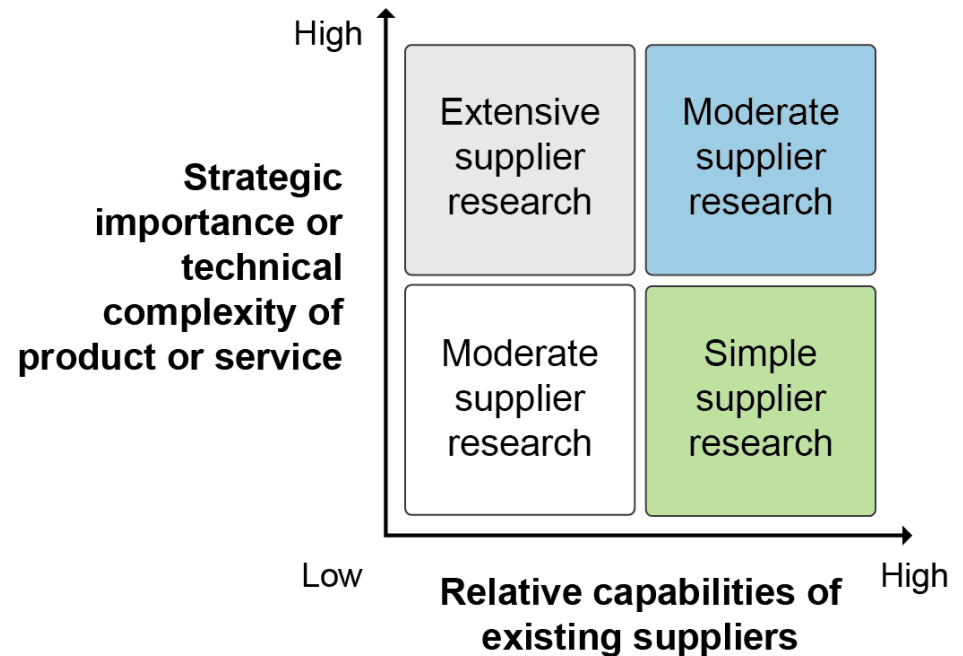 High
Extensive
supplier
research
Moderate
supplier
research
Strategic
importance or
technical
complexity of
product or service
Moderate
supplier
research
Simple
supplier
research
Low
High
Relative capabilities of
existing suppliers